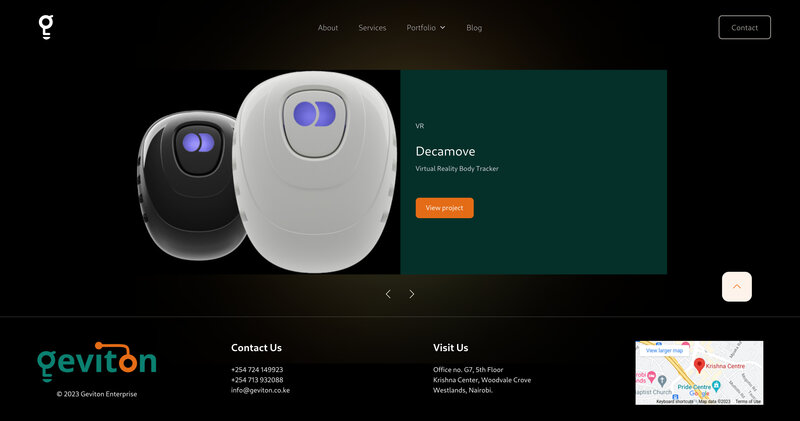 g
About
Services
Portfolio
Blog
Contact
VR
Decamove
Virtual Reality Body Tracker
View project
geviton
© 2023 Geviton Enterprise
Contact Us
+254 724 149923
+254 713 932088
info@geviton.co.ke
Visit Us
Office no. G7, 5th Floor
Krishna Center, Woodvale Crove
Westlands, Nairobi.
View larger map
Krishna Centre
Pride Centre
Google
Keyboard shortcuts
Map data ©2023
Terms of Use